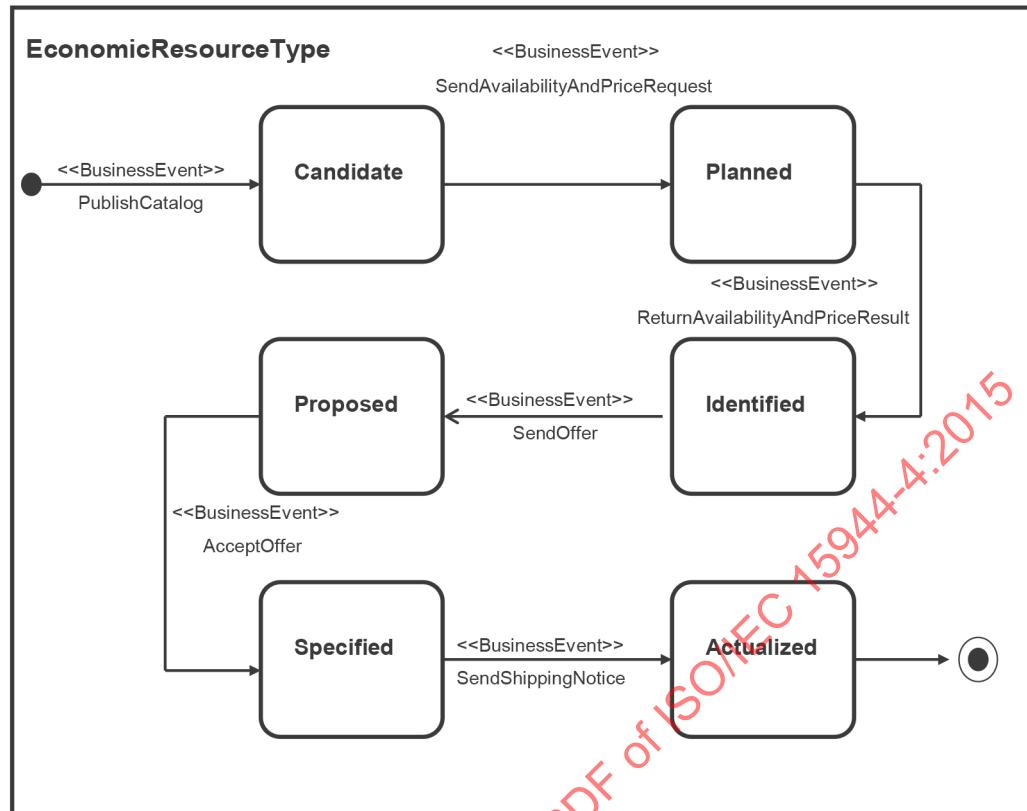 EconomicResourceType
<<BusinessEvent>>
SendAvailabilityAndPriceRequest
<<BusinessEvent>>
PublishCatalog
Candidate
Planned
<<BusinessEvent>>
ReturnAvailabilityAndPriceResult
Proposed
<<BusinessEvent>>
SendOffer
Identified
<<BusinessEvent>>
AcceptOffer
Specified
<<BusinessEvent>>
SendShippingNotice
Actualized
PDF of ISO/IEC 15944-4:2015